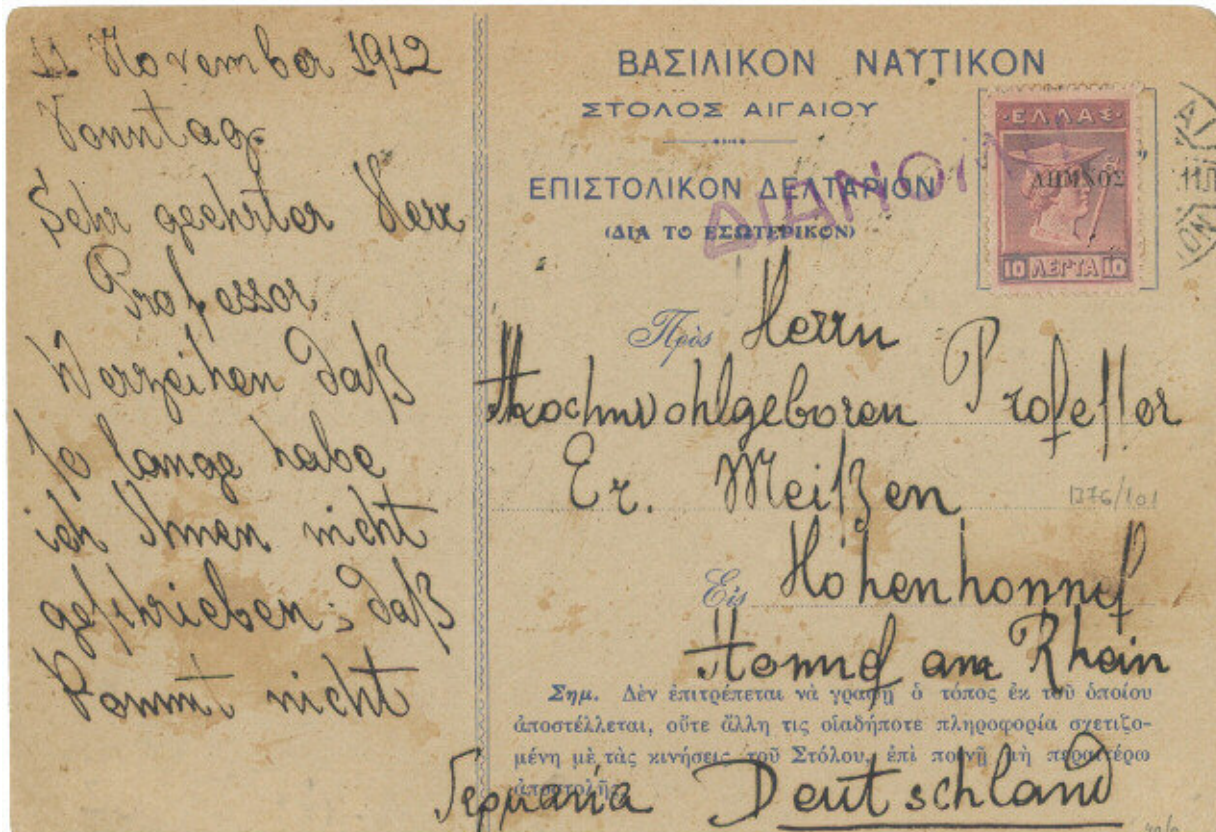 11 November 1912
Sonntag.
Sehr geehrter Herr
Professor
Verzeihen daß
so lange habe
ich Ihnen nicht
geschrieben; daß
kommt nicht
ΒΑΣΙΛΙΚΟΝ ΝΑΥΤΙΚΟΝ
ΣΤΟΛΟΣ ΑΙΓΑΙΟΥ
ΕΠΙΣΤΟΛΙΚΟΝ ΔΕΛΤΑΡΙΟΝ
(ΔΙΑ ΤΟ ΕΣΩΤΕΡΙΚΟΝ)
ΕΛΛΑΣ
ΛΗΜΝΟΣ
10 ΛΕΠΤΑ 10
Πρὸς Herrn
Hochwohlgeboren Professor
Er. Meißen
1376/101
Εἰς Hohenhonnef
Honnef am Rhein
Σημ. Δὲν ἐπιτρέπεται νὰ γραφῇ ὁ τόπος ἐκ τοῦ ὁποίου
ἀποστέλλεται, οὔτε ἄλλη τις οἱαδήποτε πληροφορία σχετιζο-
μένη μὲ τὰς κινήσεις τοῦ Στόλου, ἐπὶ ποινῇ μὴ περαιτέρω
ἀποστολῆς.
Γερμανία Deutschland